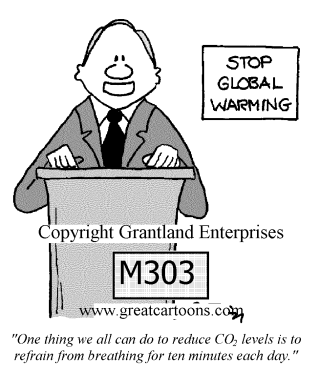 STOP
GLOBAL
WARMING
Copyright Grantland Enterprises
M303
www.greatcartoons.com
"One thing we all can do to reduce CO₂ levels is to
refrain from breathing for ten minutes each day."